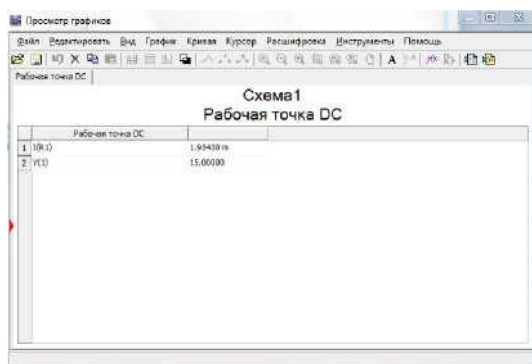 Просмотр графиков
Файл Редактировать Вид График Кривая Курсор Расшифровка Инструменты Помощь
A
Рабочая точка DC
Схема1
Рабочая точка DC
Рабочая точка DC
1 I(R1) 1.95430 m
2 V(1) 15.00000